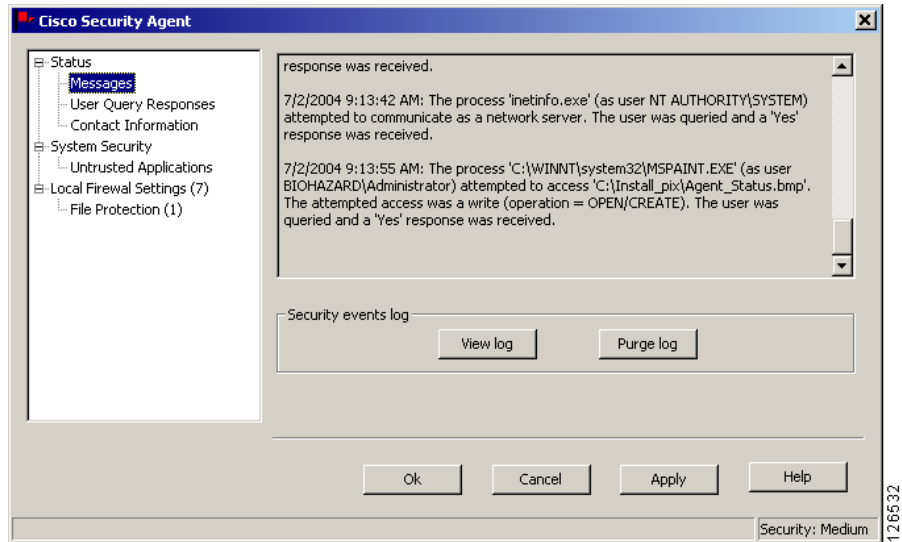 Cisco Security Agent
Status
Messages
User Query Responses
Contact Information
System Security
Untrusted Applications
Local Firewal Settings (7)
File Protection (1)
response was received.
7/2/2004 9:13:42 AM: The process 'inetinfo.exe' (as user NT AUTHORITY\SYSTEM)
attempted to communicate as a network server. The user was queried and a 'Yes'
response was received.
7/2/2004 9:13:55 AM: The process 'C:\WINNT\system32\MSPAINT.EXE' (as user
BIOHAZARD\Administrator) attempted to access 'C:\Install_pix\Agent_Status.bmp'.
The attempted access was a write (operation = OPEN/CREATE). The user was
queried and a 'Yes' response was received.
Security events log
View log
Purge log
Ok
Cancel
Apply
Help
Security: Medium
126532